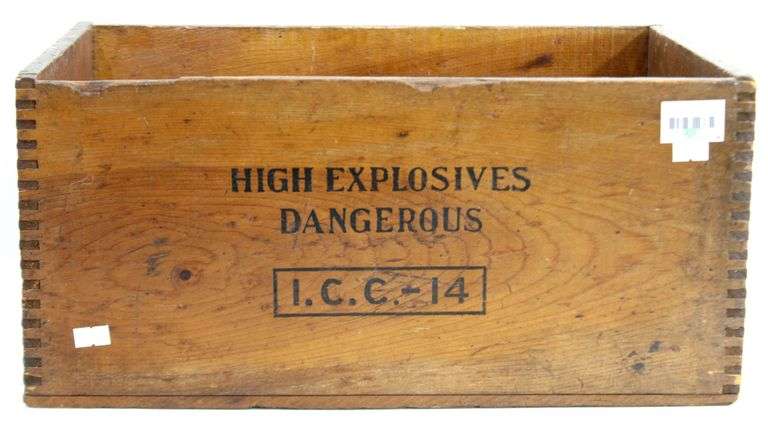 HIGH EXPLOSIVES
DANGEROUS
I.C.C.-14